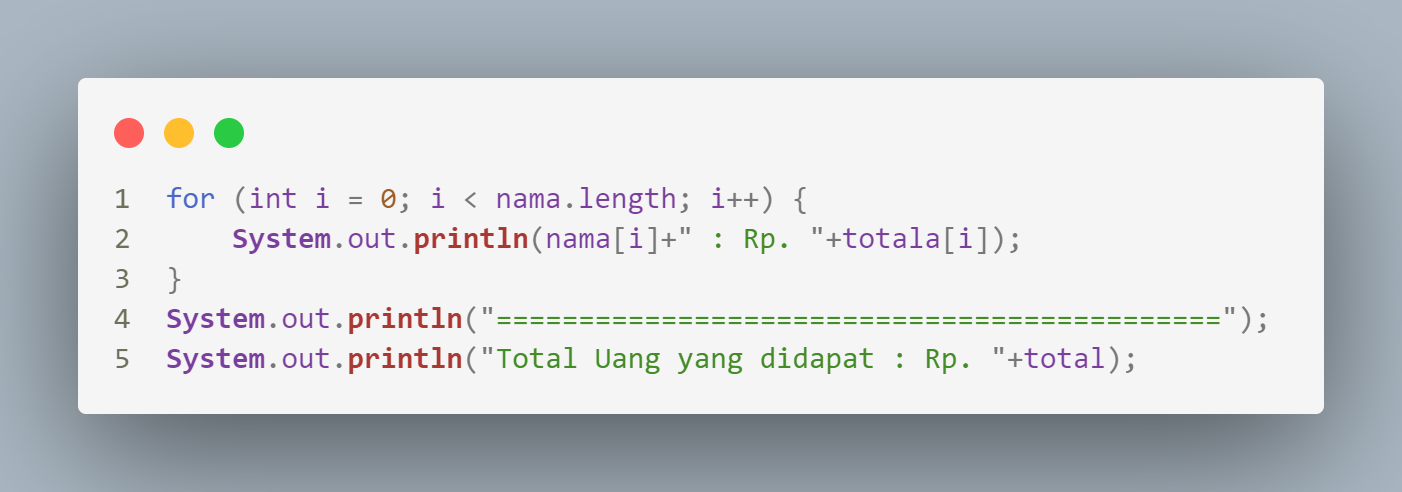 1 for (int i = 0; i < nama.length; i++) {
2     System.out.println(nama[i]+" : Rp. "+totala[i]);
3 }
4 System.out.println("============================================");
5 System.out.println("Total Uang yang didapat : Rp. "+total);